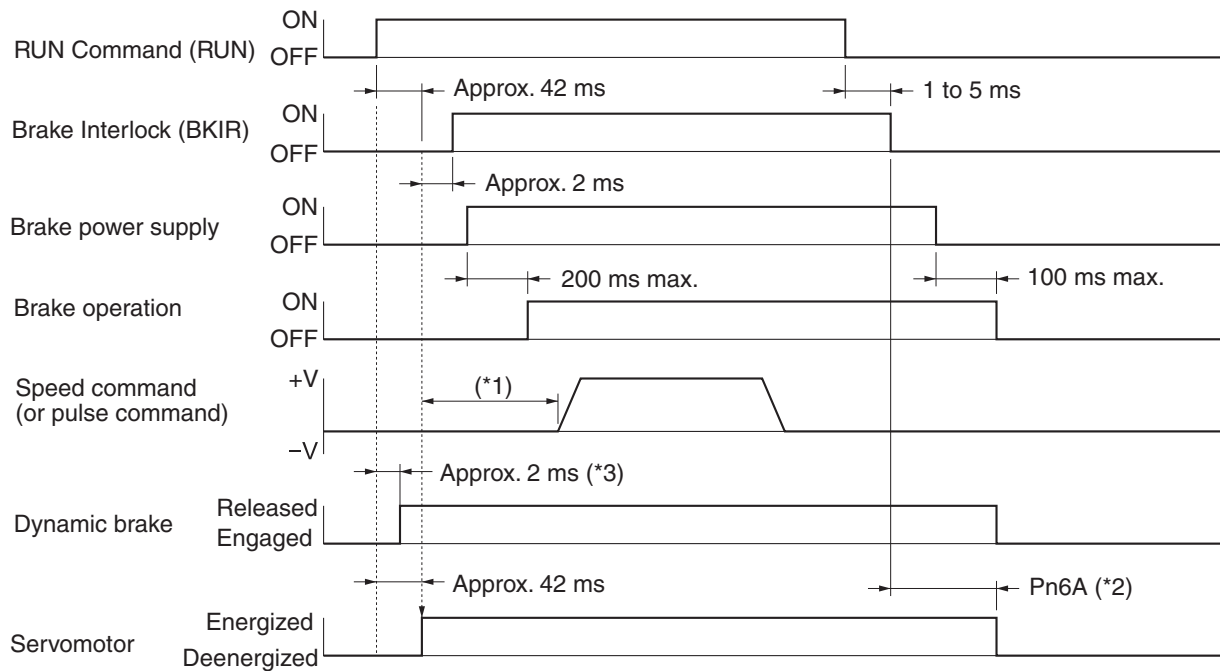 RUN Command (RUN)
ON
OFF
Approx. 42 ms
1 to 5 ms
Brake Interlock (BKIR)
ON
OFF
Approx. 2 ms
Brake power supply
ON
OFF
200 ms max.
100 ms max.
Brake operation
ON
OFF
Speed command
(or pulse command)
+V
−V
(*1)
Approx. 2 ms (*3)
Dynamic brake
Released
Engaged
Approx. 42 ms
Pn6A (*2)
Servomotor
Energized
Deenergized